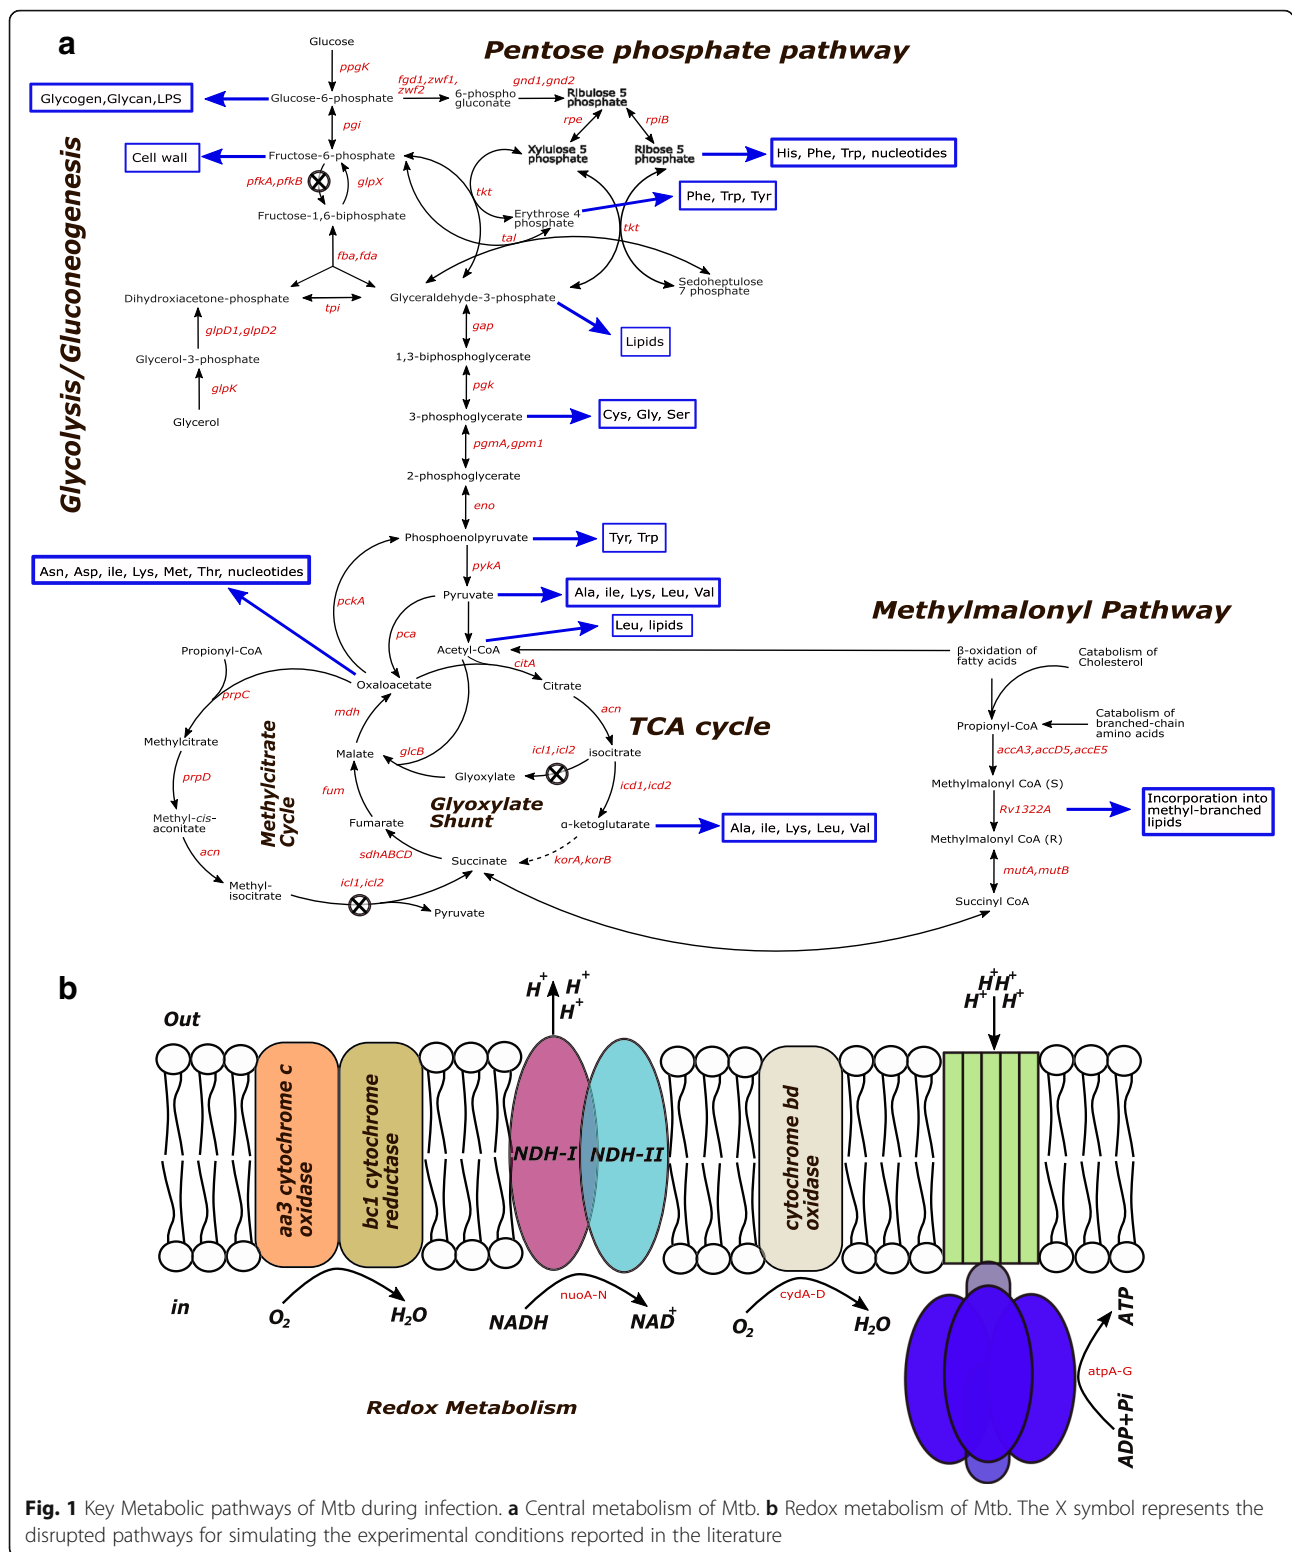 a
Pentose phosphate pathway
Glycolysis/Gluconeogenesis
Glucose
ppgK
Glycogen,Glycan,LPS
Glucose-6-phosphate
fgd1,zwf1,
zwf2
6-phospho
gluconate
gnd1,gnd2
Ribulose 5
phosphate
pgi
rpe
rpiB
Cell wall
Fructose-6-phosphate
Xylulose 5
phosphate
Ribose 5
phosphate
His, Phe, Trp, nucleotides
pfkA,pfkB
glpX
tkt
Phe, Trp, Tyr
Fructose-1,6-biphosphate
Erythrose 4
phosphate
tal
tkt
fba,fda
Dihydroxiacetone-phosphate
tpi
Glyceraldehyde-3-phosphate
Sedoheptulose
7 phosphate
glpD1,glpD2
gap
Lipids
Glycerol-3-phosphate
1,3-biphosphoglycerate
glpK
pgk
Glycerol
3-phosphoglycerate
Cys, Gly, Ser
pgmA,gpm1
2-phosphoglycerate
eno
Phosphoenolpyruvate
Tyr, Trp
Asn, Asp, ile, Lys, Met, Thr, nucleotides
pykA
pckA
Pyruvate
Ala, ile, Lys, Leu, Val
Methylmalonyl Pathway
pca
Leu, lipids
Propionyl-CoA
Acetyl-CoA
citA
β-oxidation of
fatty acids
Catabolism of
Cholesterol
prpC
Oxaloacetate
Citrate
mdh
acn
TCA cycle
Propionyl-CoA
Catabolism of
branched-chain
amino acids
Methylcitrate
Methylcitrate
Cycle
Malate
glcB
icl1,icl2
isocitrate
accA3,accD5,accE5
prpD
Glyoxylate
icd1,icd2
Methylmalonyl CoA (S)
fum
Glyoxylate
Shunt
Rv1322A
Incorporation into
methyl-branched
lipids
Methyl-cis-
aconitate
Fumarate
α-ketoglutarate
Ala, ile, Lys, Leu, Val
Methylmalonyl CoA (R)
acn
sdhABCD
Succinate
korA,korB
mutA,mutB
Methyl-
isocitrate
icl1,icl2
Succinyl CoA
Pyruvate
b
Out
H+ H+
H+
H+H+
H+ H+
aa3 cytochrome c
oxidase
bc1 cytochrome
reductase
NDH-I
NDH-II
cytochrome bd
oxidase
in
O2
H2O
NADH
nuoA-N
NAD+
O2
cydA-D
H2O
ATP
atpA-G
ADP+Pi
Redox Metabolism
Fig. 1 Key Metabolic pathways of Mtb during infection. a Central metabolism of Mtb. b Redox metabolism of Mtb. The X symbol represents the
disrupted pathways for simulating the experimental conditions reported in the literature